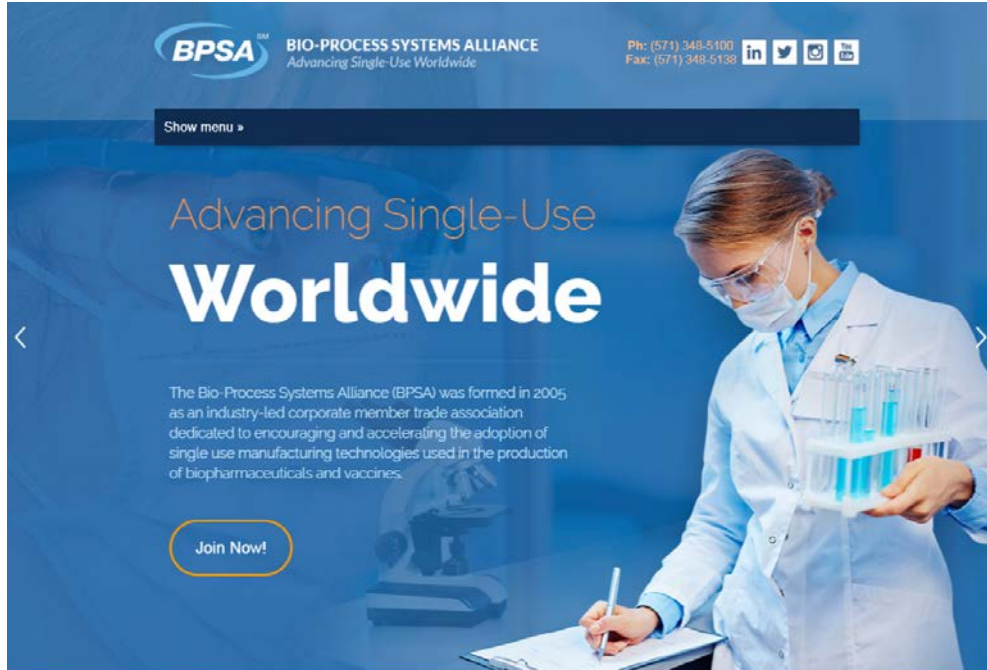 BPSA SM
BIO-PROCESS SYSTEMS ALLIANCE
Advancing Single-Use Worldwide
Ph: (571) 348-5100
Fax: (571) 348-5138
in
You
Tube
Show menu »
Advancing Single-Use
Worldwide
The Bio-Process Systems Alliance (BPSA) was formed in 2005
as an industry-led corporate member trade association
dedicated to encouraging and accelerating the adoption of
single use manufacturing technologies used in the production
of biopharmaceuticals and vaccines.
Join Now!